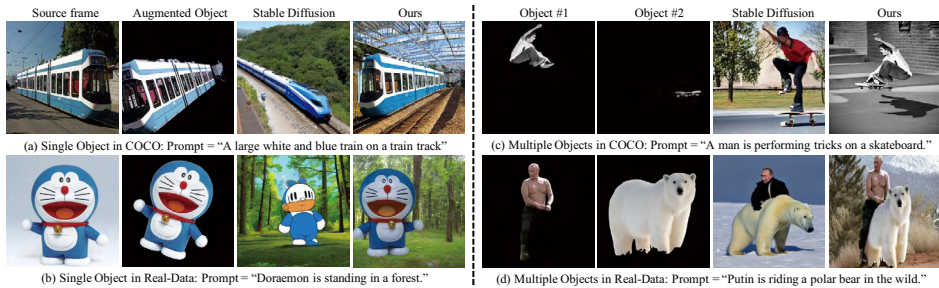 Source frame
Augmented Object
Stable Diffusion
Ours
(a) Single Object in COCO: Prompt = “A large white and blue train on a train track”
(b) Single Object in Real-Data: Prompt = “Doraemon is standing in a forest.”
Object #1
Object #2
Stable Diffusion
Ours
(c) Multiple Objects in COCO: Prompt = “A man is performing tricks on a skateboard.”
(d) Multiple Objects in Real-Data: Prompt = “Putin is riding a polar bear in the wild.”